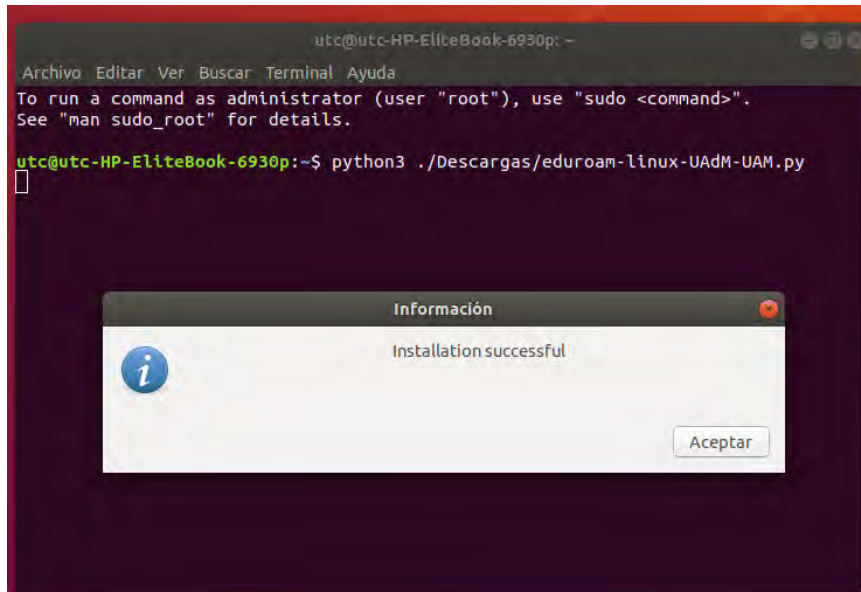 utc@utc-HP-EliteBook-6930p: ~
Archivo Editar Ver Buscar Terminal Ayuda
To run a command as administrator (user "root"), use "sudo <command>".
See "man sudo_root" for details.
utc@utc-HP-EliteBook-6930p:~$ python3 ./Descargas/eduroam-linux-UAdM-UAM.py
Información
Installation successful
Aceptar